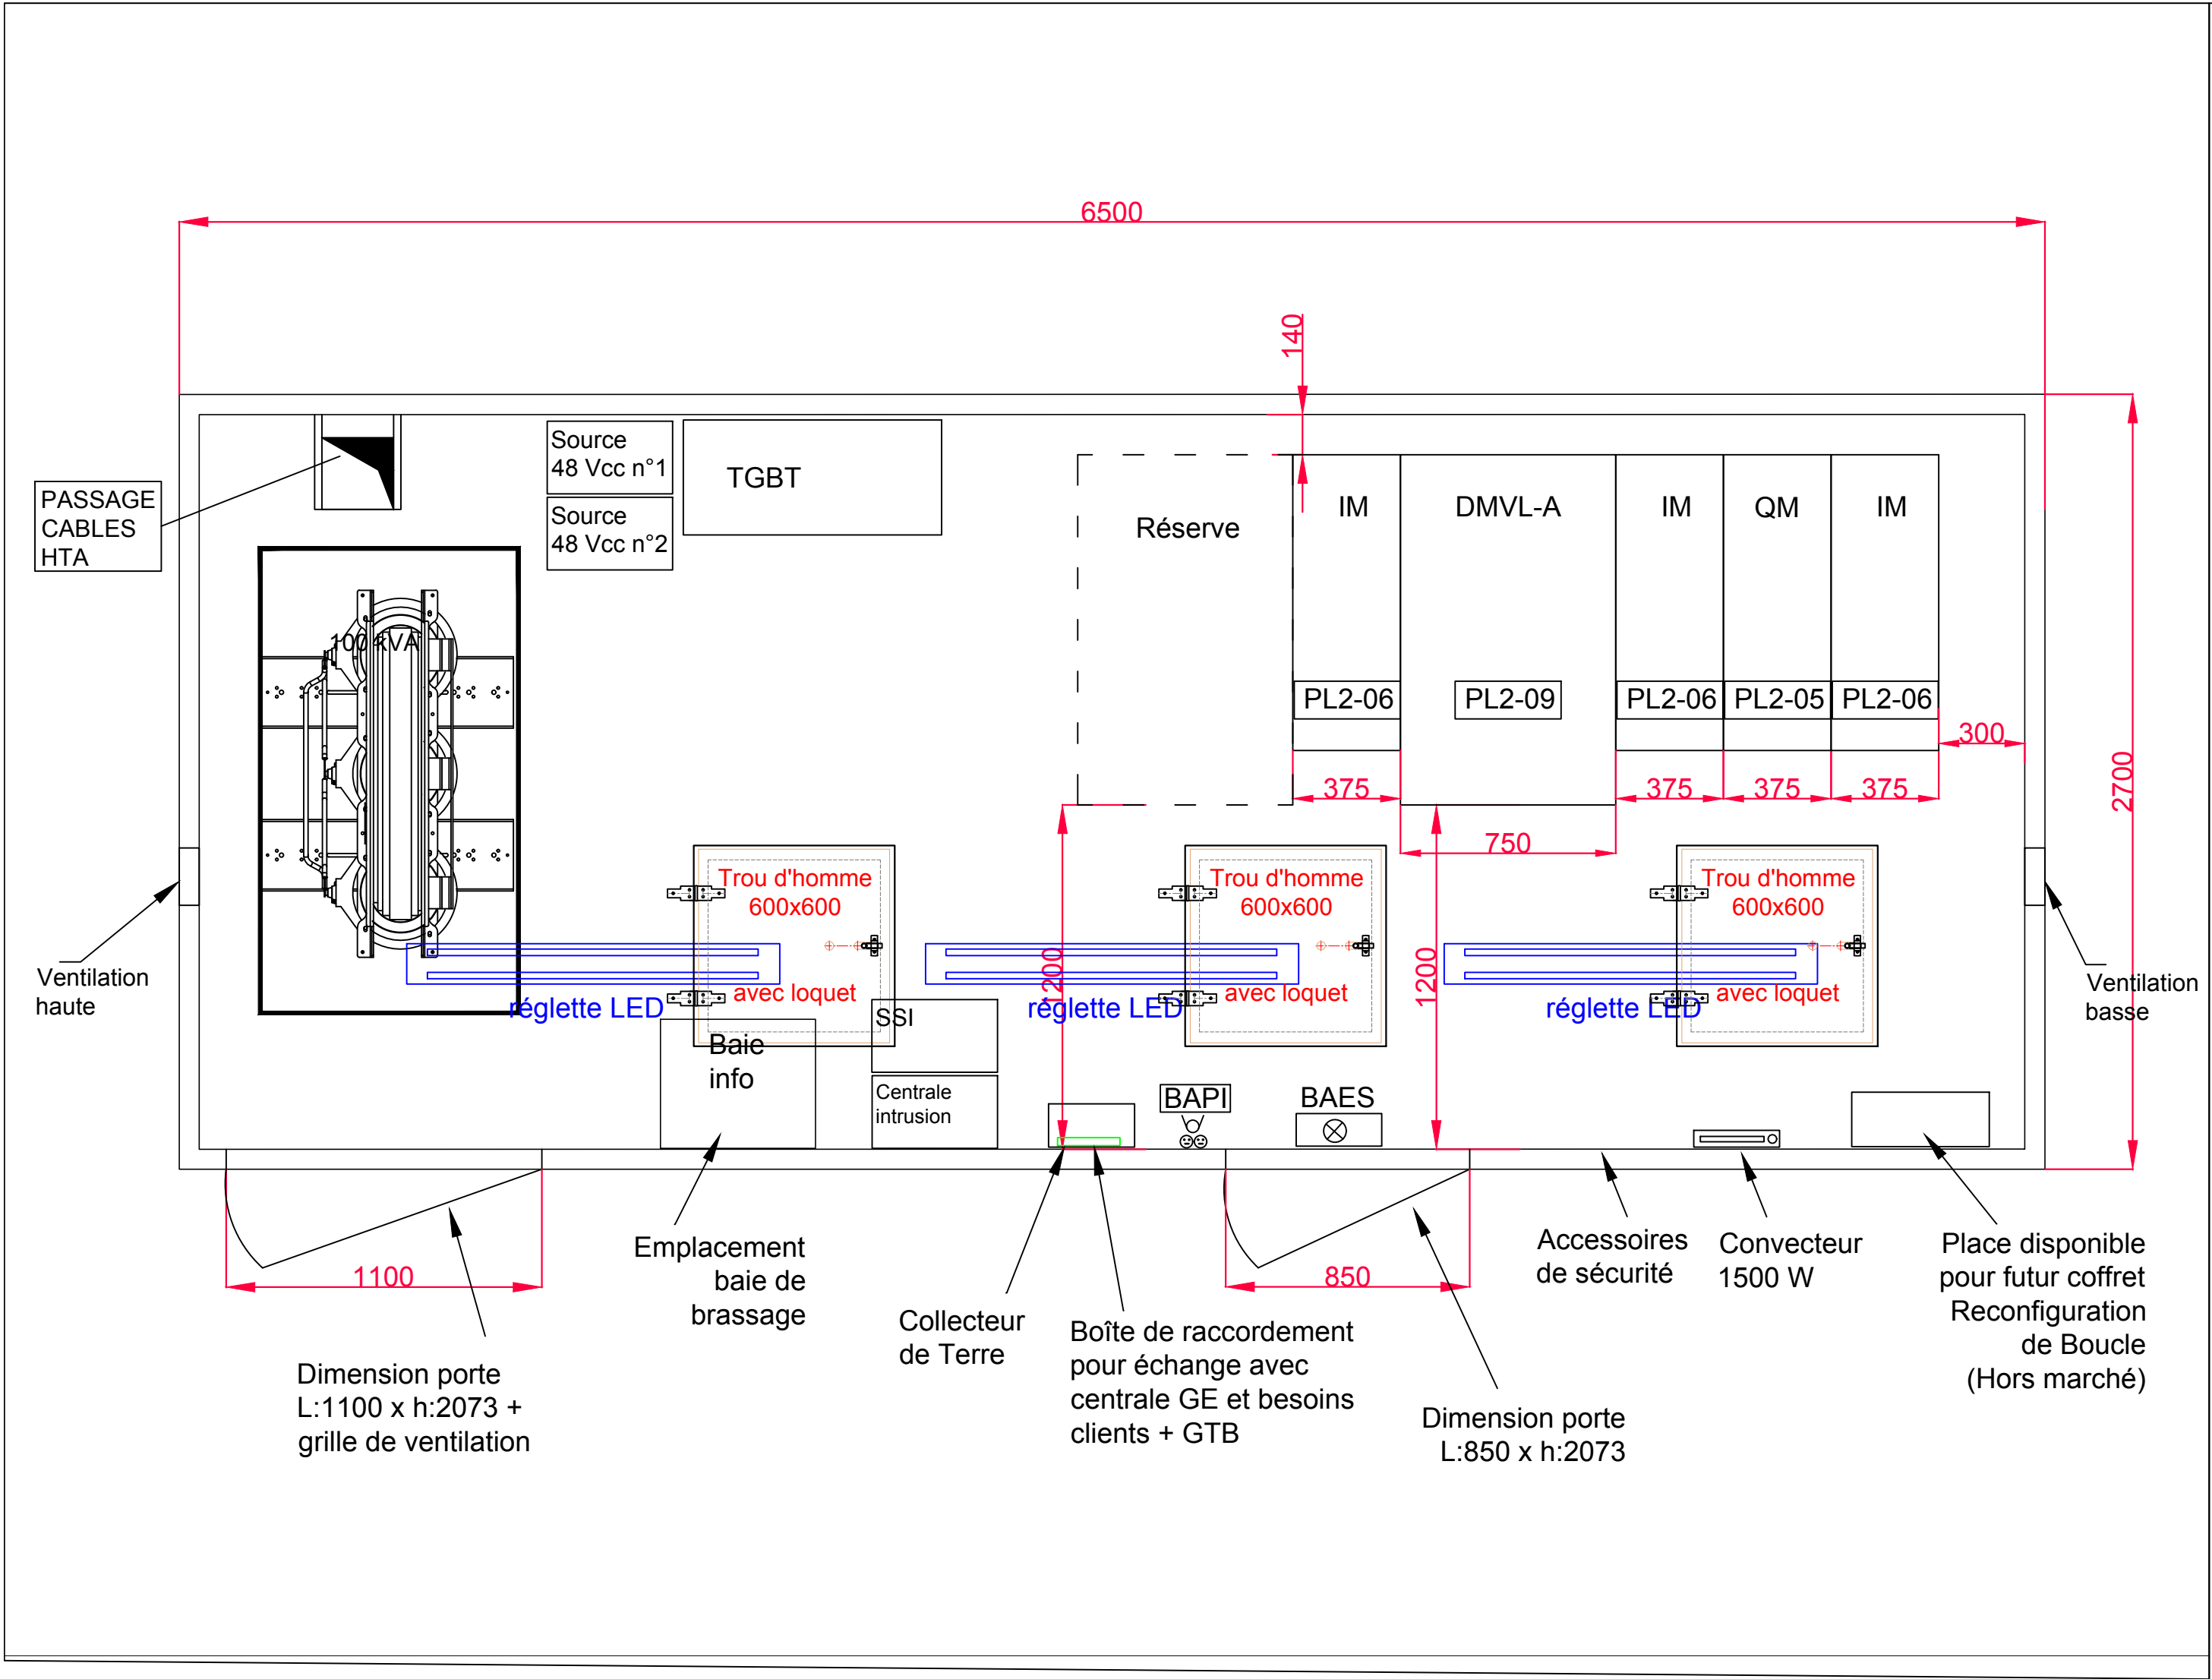 6500
140
PASSAGE
CABLES
HTA
Source
48 Vcc n°1
Source
48 Vcc n°2
TGBT
Réserve
IM
DMVL-A
IM
QM
IM
100 kVA
PL2-06
PL2-09
PL2-06
PL2-05
PL2-06
300
375
375
375
375
750
2700
Trou d'homme
600x600
avec loquet
Trou d'homme
600x600
avec loquet
Trou d'homme
600x600
avec loquet
1200
1200
réglette LED
réglette LED
réglette LED
Ventilation
haute
Ventilation
basse
SSI
Baie
info
Centrale
intrusion
BAPI
BAES
1100
850
Emplacement
baie de
brassage
Collecteur
de Terre
Boîte de raccordement
pour échange avec
centrale GE et besoins
clients + GTB
Accessoires
de sécurité
Convecteur
1500 W
Place disponible
pour futur coffret
Reconfiguration
de Boucle
(Hors marché)
Dimension porte
L:1100 x h:2073 +
grille de ventilation
Dimension porte
L:850 x h:2073